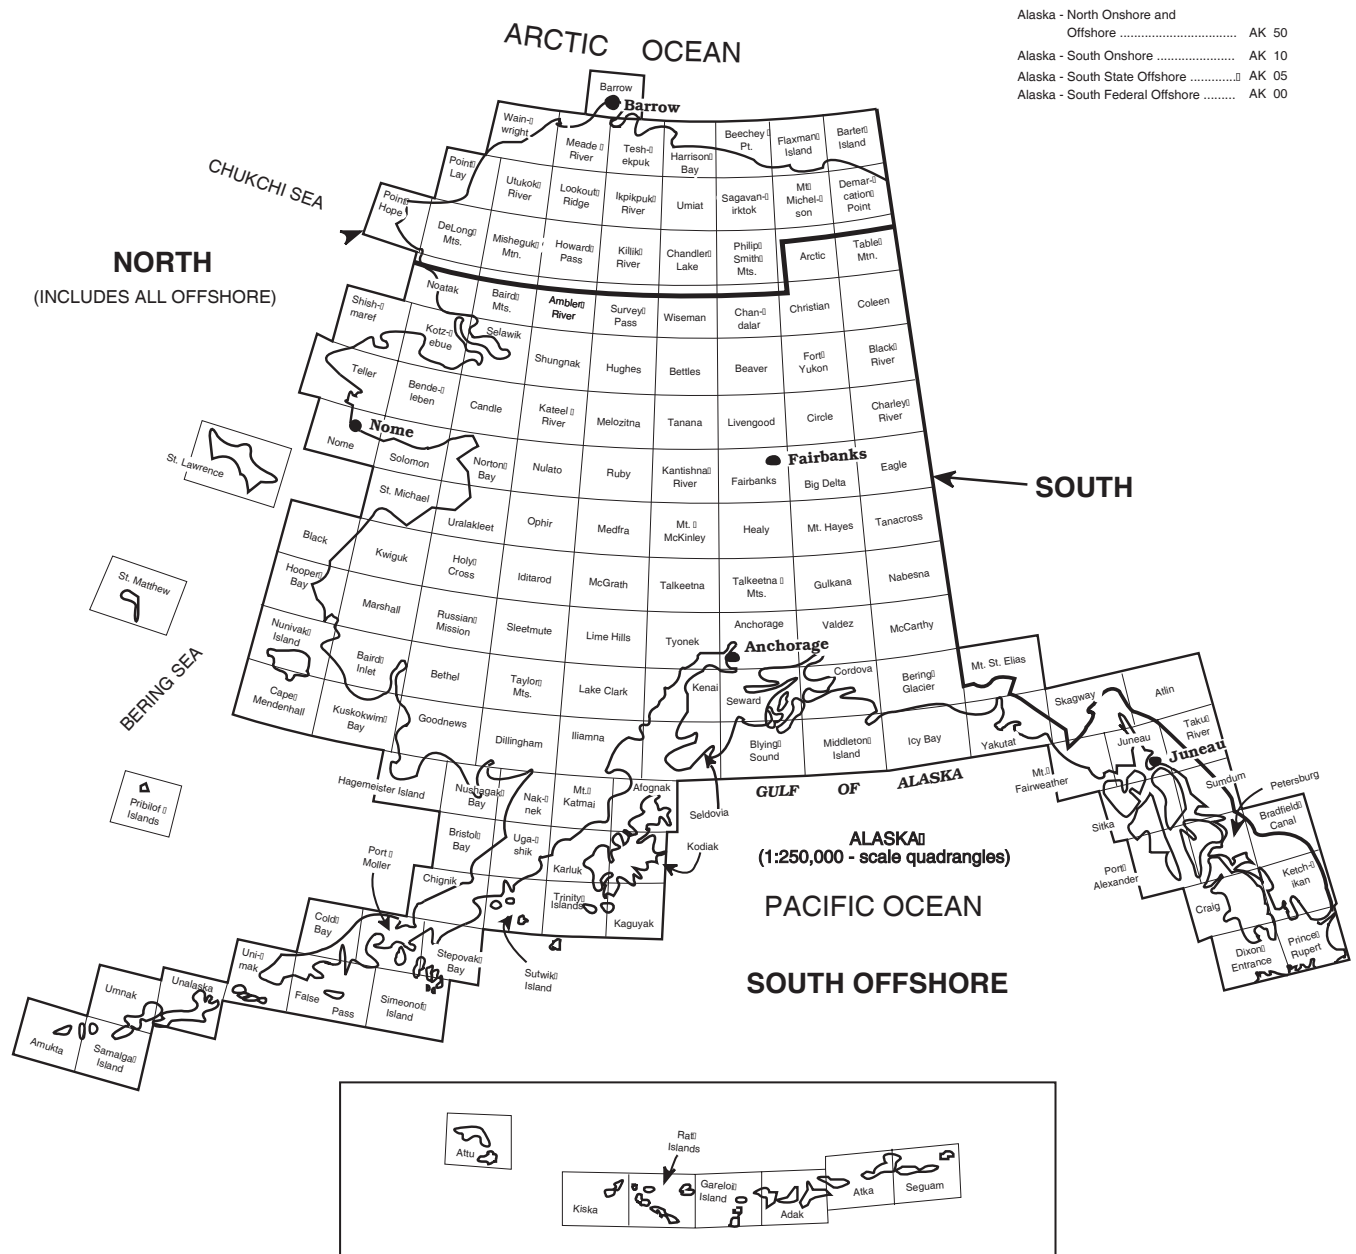 Alaska - North Onshore and
Offshore ................................. AK 50
Alaska - South Onshore ...................... AK 10
Alaska - South State Offshore ............. AK 05
Alaska - South Federal Offshore ......... AK 00
ARCTIC OCEAN
CHUKCHI SEA
NORTH
(INCLUDES ALL OFFSHORE)
Barrow
Barrow
Wain-
wright
Meade
River
Tesh-
ekpuk
Harrison
Bay
Beechey
Pt.
Flaxman
Island
Barter
Island
Point
Lay
Utukok
River
Lookout
Ridge
Ikpikpuk
River
Umiat
Sagavan-
irktok
Mt
Michel-
son
Demar-
cation
Point
Point
Hope
DeLong
Mts.
Misheguk
Mtn.
Howard
Pass
Killik
River
Chandler
Lake
Philip
Smith
Mts.
Arctic
Table
Mtn.
Noatak
Baird
Mts.
Ambler
River
Survey
Pass
Wiseman
Chan-
dalar
Christian
Coleen
Shish-
maref
Kotz-
ebue
Selawik
Shungnak
Hughes
Bettles
Beaver
Fort
Yukon
Black
River
Teller
Bende-
leben
Candle
Kateel
River
Melozitna
Tanana
Livengood
Circle
Charley
River
Nome
Nome
Solomon
Norton
Bay
Nulato
Ruby
Kantishna
River
Fairbanks
Fairbanks
Big Delta
Eagle
SOUTH
St. Lawrence
St. Michael
Uralakleet
Ophir
Medfra
Mt.
McKinley
Healy
Mt. Hayes
Tanacross
Black
Kwiguk
Holy
Cross
Iditarod
McGrath
Talkeetna
Talkeetna
Mts.
Gulkana
Nabesna
St. Matthew
Hooper
Bay
Marshall
Russian
Mission
Sleetmute
Lime Hills
Tyonek
Anchorage
Anchorage
Valdez
McCarthy
BERING SEA
Nunivak
Island
Baird
Inlet
Bethel
Taylor
Mts.
Lake Clark
Kenai
Seward
Cordova
Bering
Glacier
Mt. St. Elias
Cape
Mendenhall
Kuskokwim
Bay
Goodnews
Dillingham
Iliamna
Blying
Sound
Middleton
Island
Icy Bay
Yakutat
Skagway
Atlin
Juneau
Taku
River
Juneau
Mt.
Fairweather
Sumdum
Petersburg
Sitka
Bradfield
Canal
Port
Alexander
Ketch-
ikan
Craig
Dixon
Entrance
Prince
Rupert
Pribilof
Islands
Hagemeister Island
Nushagak
Bay
Nak-
nek
Mt.
Katmai
Afognak
Seldovia
GULF OF ALASKA
Bristol
Bay
Uga-
shik
Karluk
Kodiak
ALASKA
(1:250,000 - scale quadrangles)
PACIFIC OCEAN
Port
Moller
Chignik
Trinity
Islands
Kaguyak
Cold
Bay
Stepovak
Bay
Sutwik
Island
SOUTH OFFSHORE
Uni-
mak
False
Pass
Simeonof
Island
Umnak
Unalaska
Amukta
Samalga
Island
Attu
Rat
Islands
Kiska
Gareloi
Island
Adak
Atka
Seguam